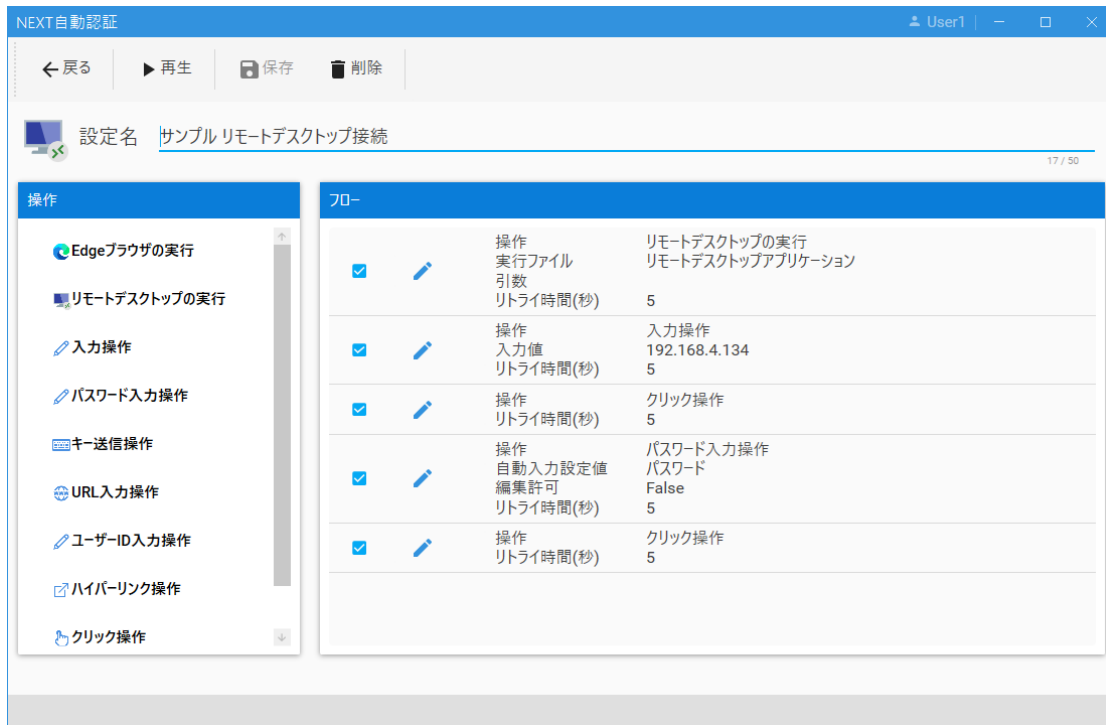 NEXT自動認証
User1
戻る 再生 保存 削除
設定名 サンプル リモートデスクトップ接続
17 / 50
操作
Edgeブラウザの実行
リモートデスクトップの実行
入力操作
パスワード入力操作
キー送信操作
URL入力操作
ユーザーID入力操作
ハイパーリンク操作
クリック操作
フロー
操作 リモートデスクトップの実行
実行ファイル リモートデスクトップアプリケーション
引数
リトライ時間(秒) 5
操作 入力操作
入力値 192.168.4.134
リトライ時間(秒) 5
操作 クリック操作
リトライ時間(秒) 5
操作 パスワード入力操作
自動入力設定値 パスワード
編集許可 False
リトライ時間(秒) 5
操作 クリック操作
リトライ時間(秒) 5